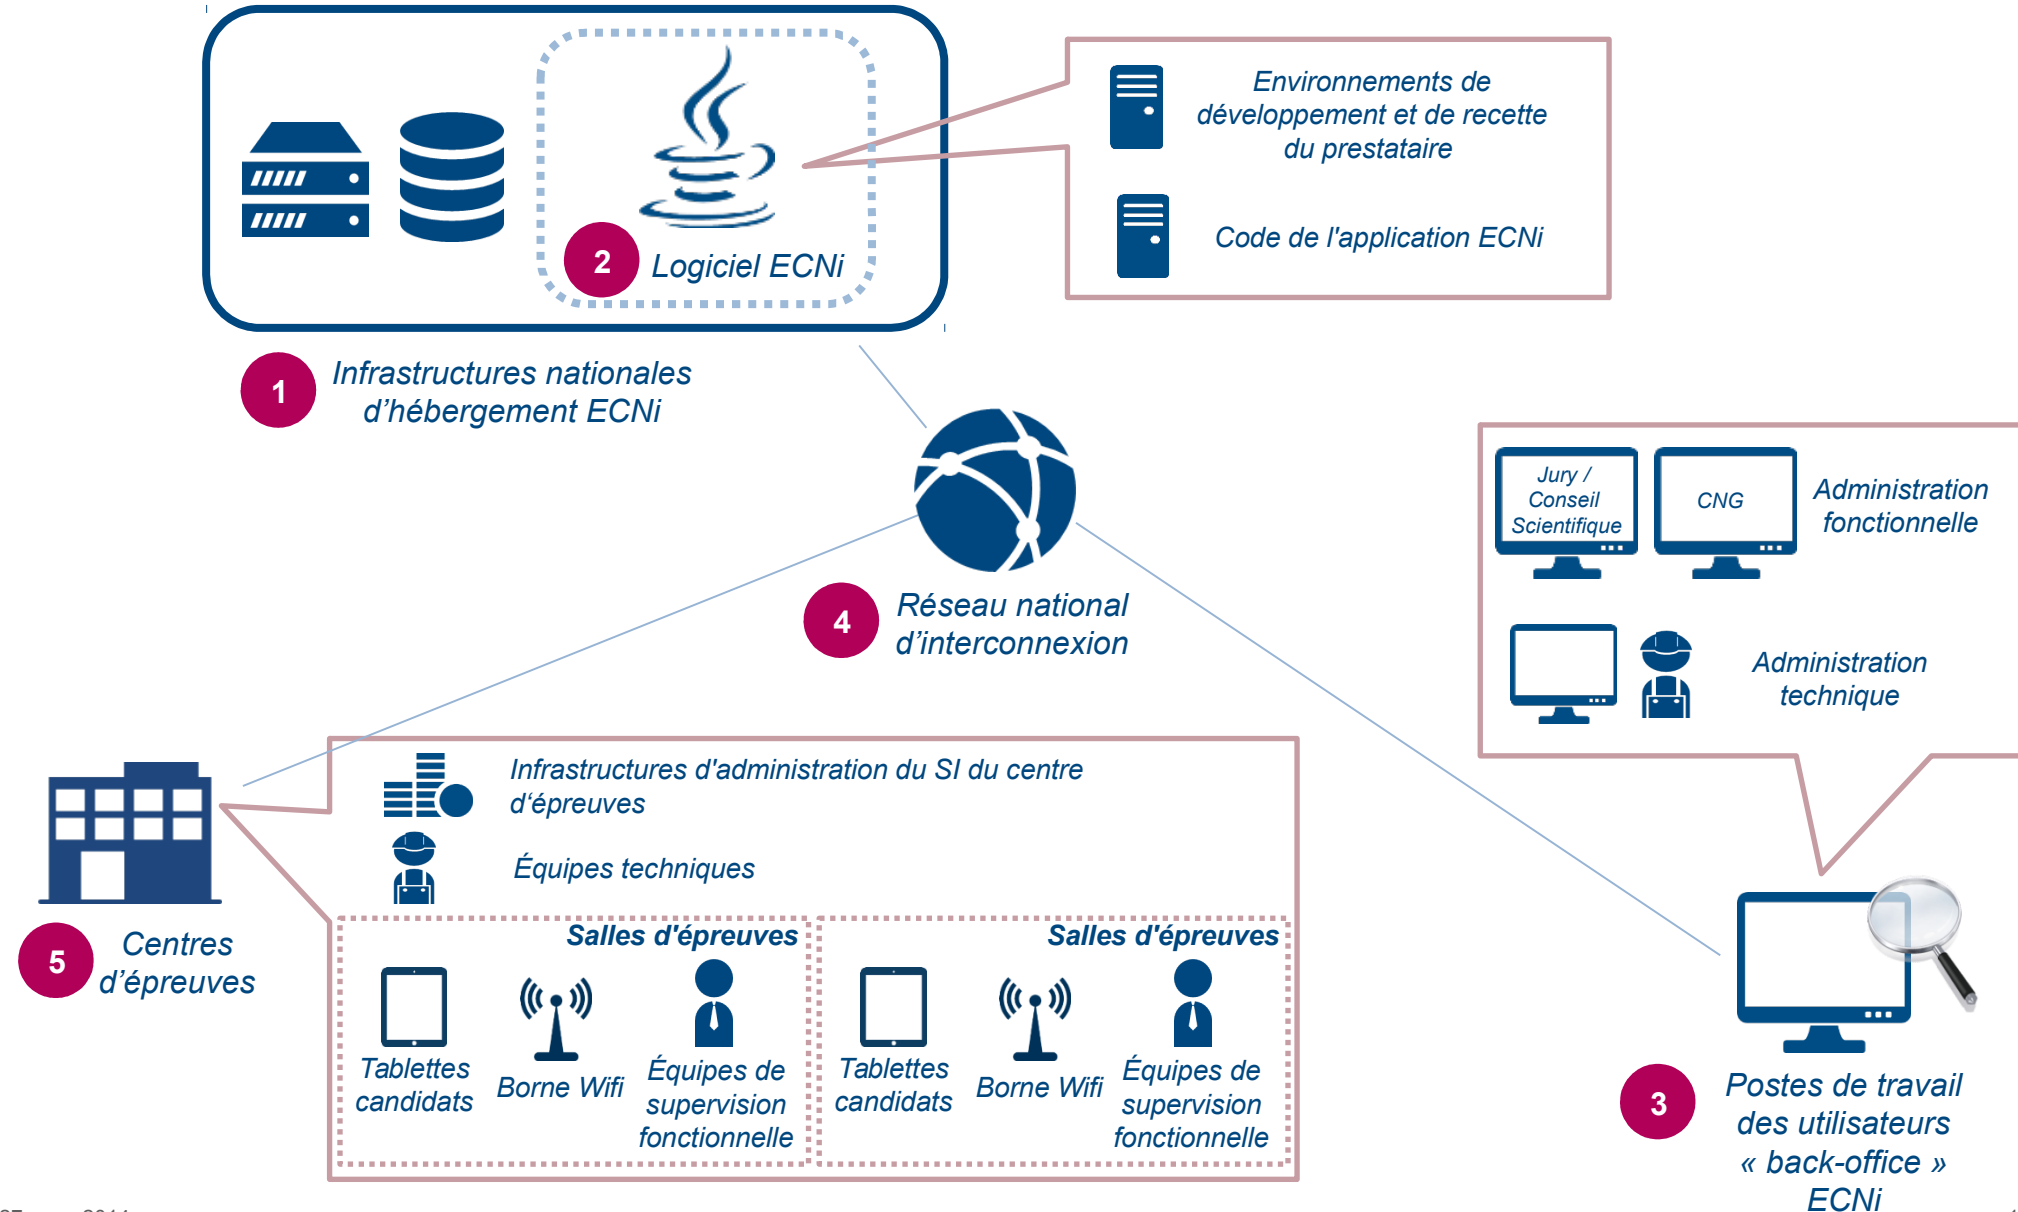 Environnements de
développement et de recette
du prestataire
Code de l'application ECNi
2
Logiciel ECNi
1
Infrastructures nationales
d’hébergement ECNi
Jury /
Conseil
Scientifique
CNG
Administration
fonctionnelle
Administration
technique
4
Réseau national
d’interconnexion
Infrastructures d'administration du SI du centre
d‘épreuves
Équipes techniques
5
Centres
d’épreuves
Salles d'épreuves
Tablettes
candidats
Borne Wifi
Équipes de
supervision
fonctionnelle
Salles d'épreuves
Tablettes
candidats
Borne Wifi
Équipes de
supervision
fonctionnelle
3
Postes de travail
des utilisateurs
« back-office »
ECNi